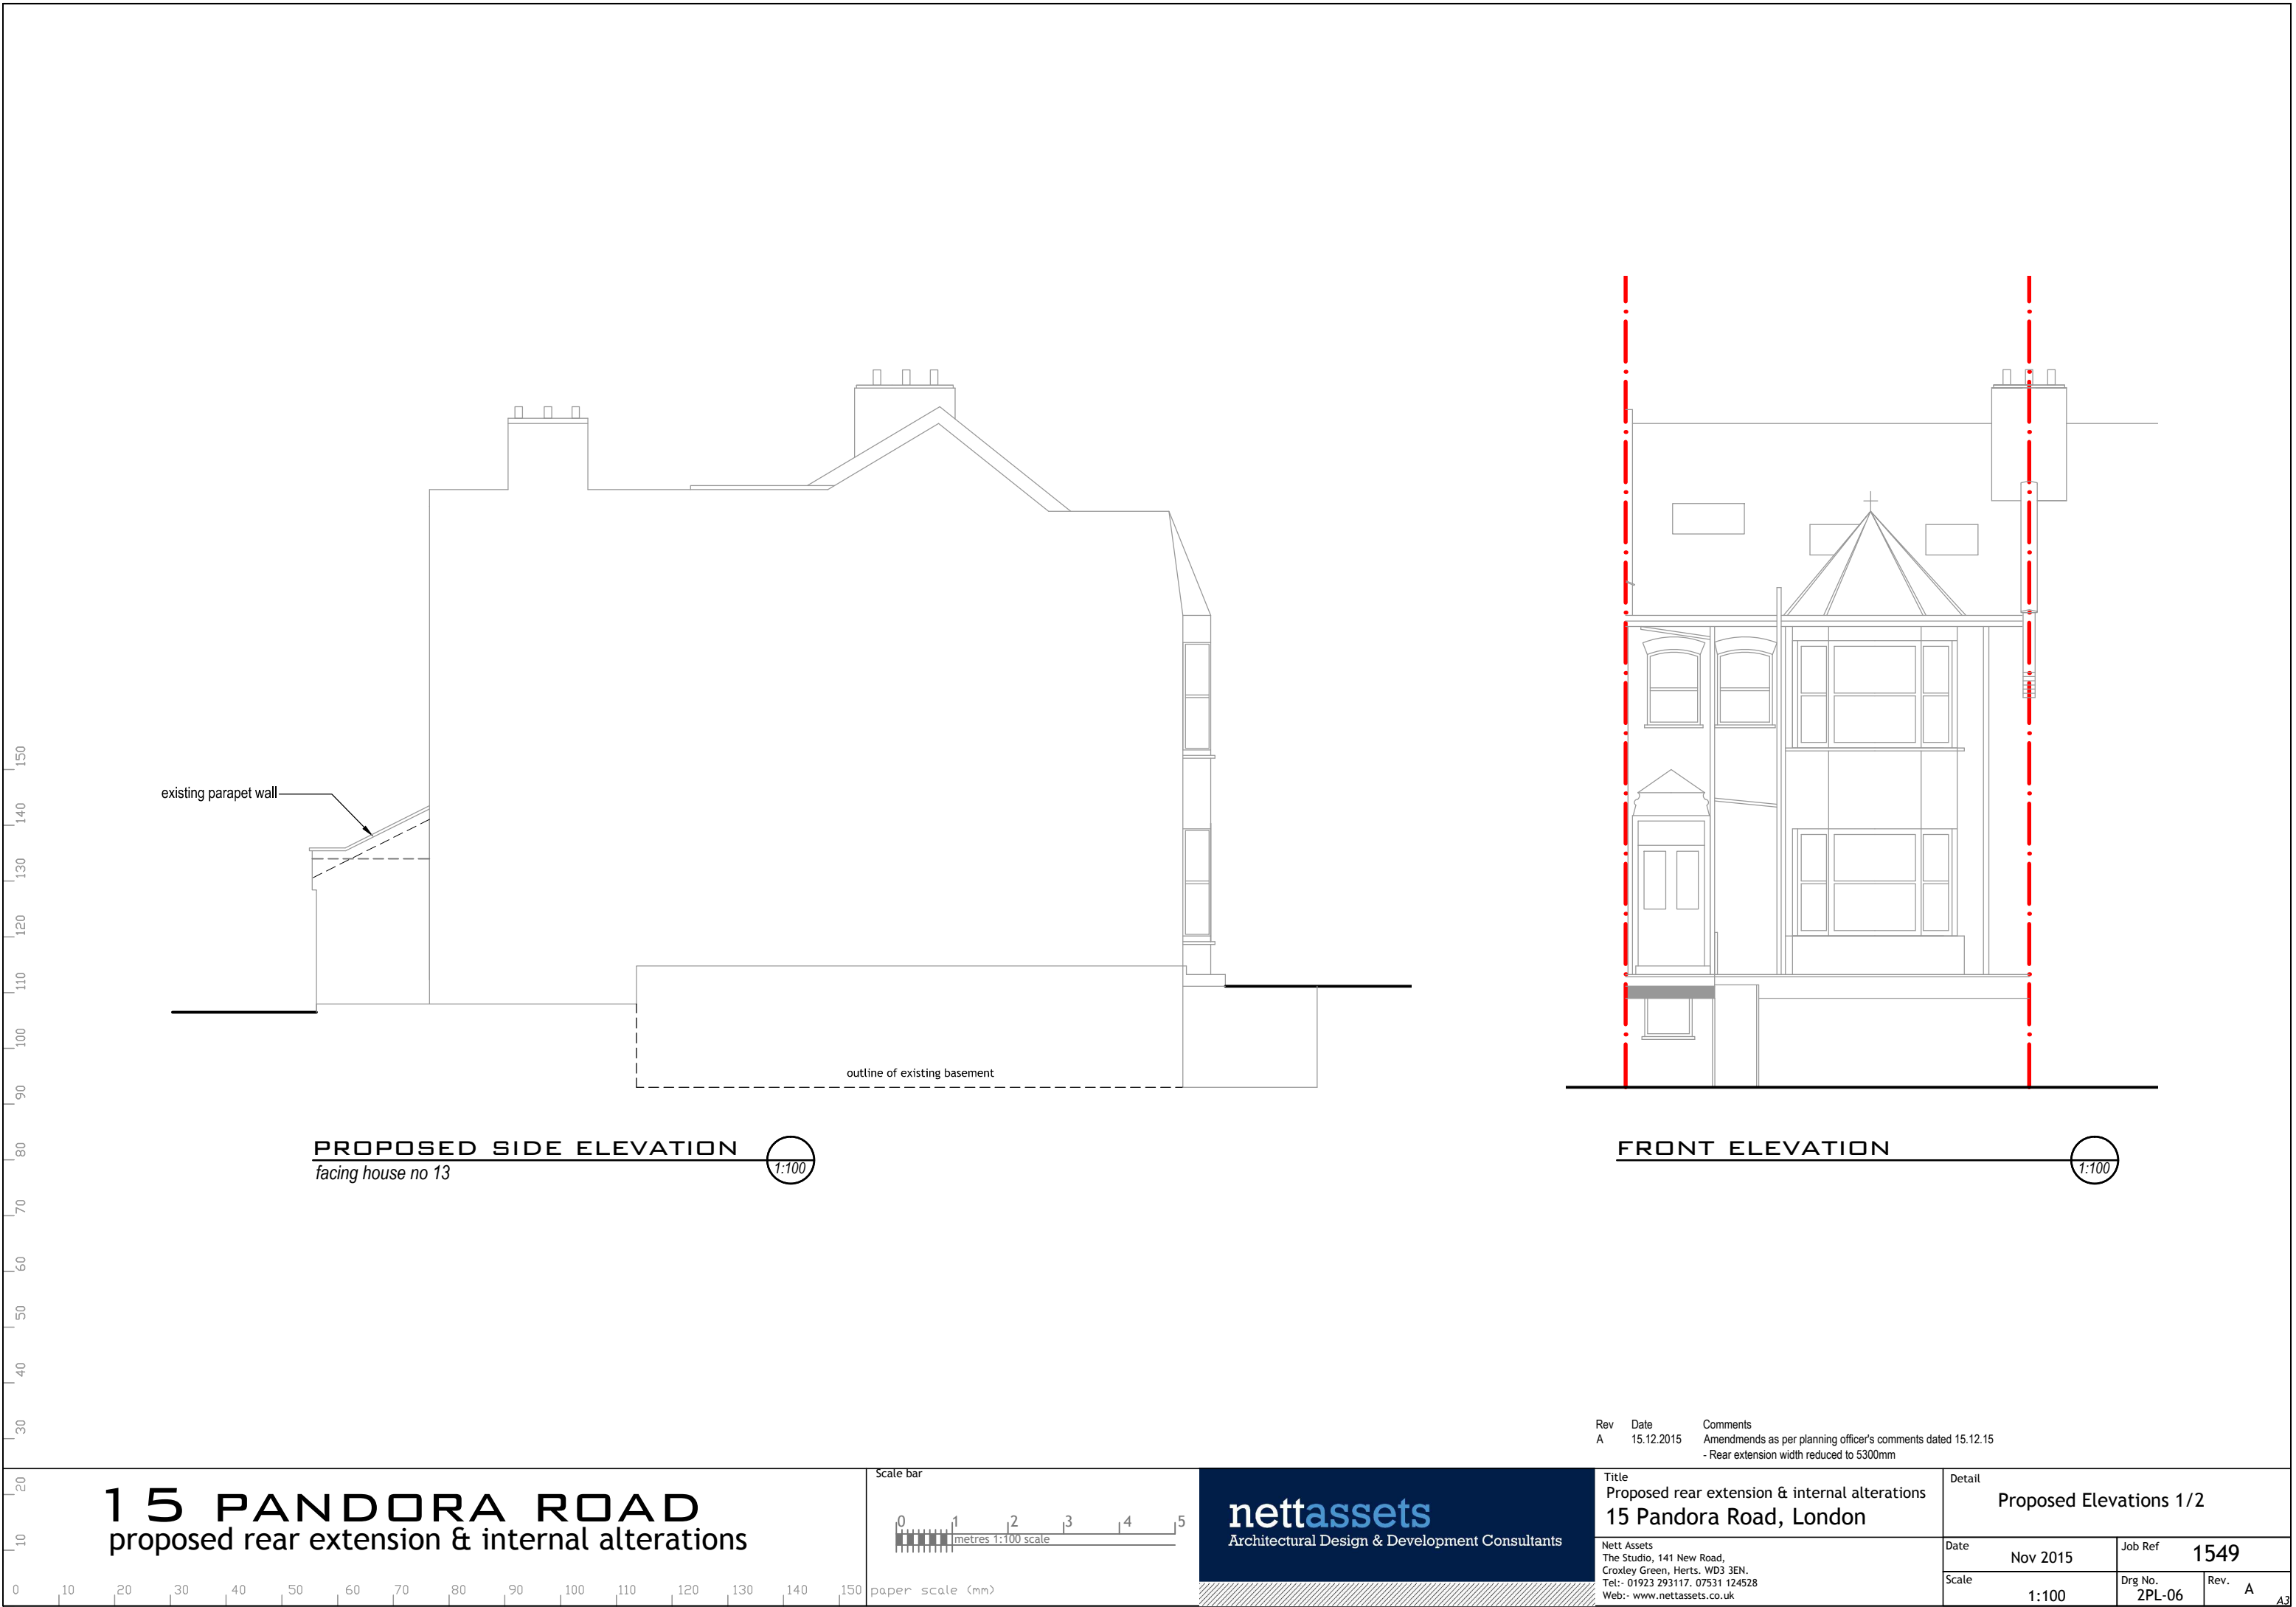 existing parapet wall
outline of existing basement
PROPOSED SIDE ELEVATION
1:100
facing house no 13
FRONT ELEVATION
1:100
150
140
130
120
110
100
90
80
70
60
50
40
30
20
10
0 10 20 30 40 50 60 70 80 90 100 110 120 130 140 150 paper scale (mm)
Rev Date Comments
A 15.12.2015 Amendmends as per planning officer's comments dated 15.12.15
- Rear extension width reduced to 5300mm
15 PANDORA ROAD
proposed rear extension & internal alterations
Scale bar
0 1 2 3 4 5
metres 1:100 scale
nettassets
Architectural Design & Development Consultants
Title
Proposed rear extension & internal alterations
15 Pandora Road, London
Nett Assets
The Studio, 141 New Road,
Croxley Green, Herts. WD3 3EN.
Tel:- 01923 293117. 07531 124528
Web:- www.nettassets.co.uk
Detail
Proposed Elevations 1/2
Date
Nov 2015
Job Ref
1549
Scale
1:100
Drg No.
2PL-06
Rev.
A
A3